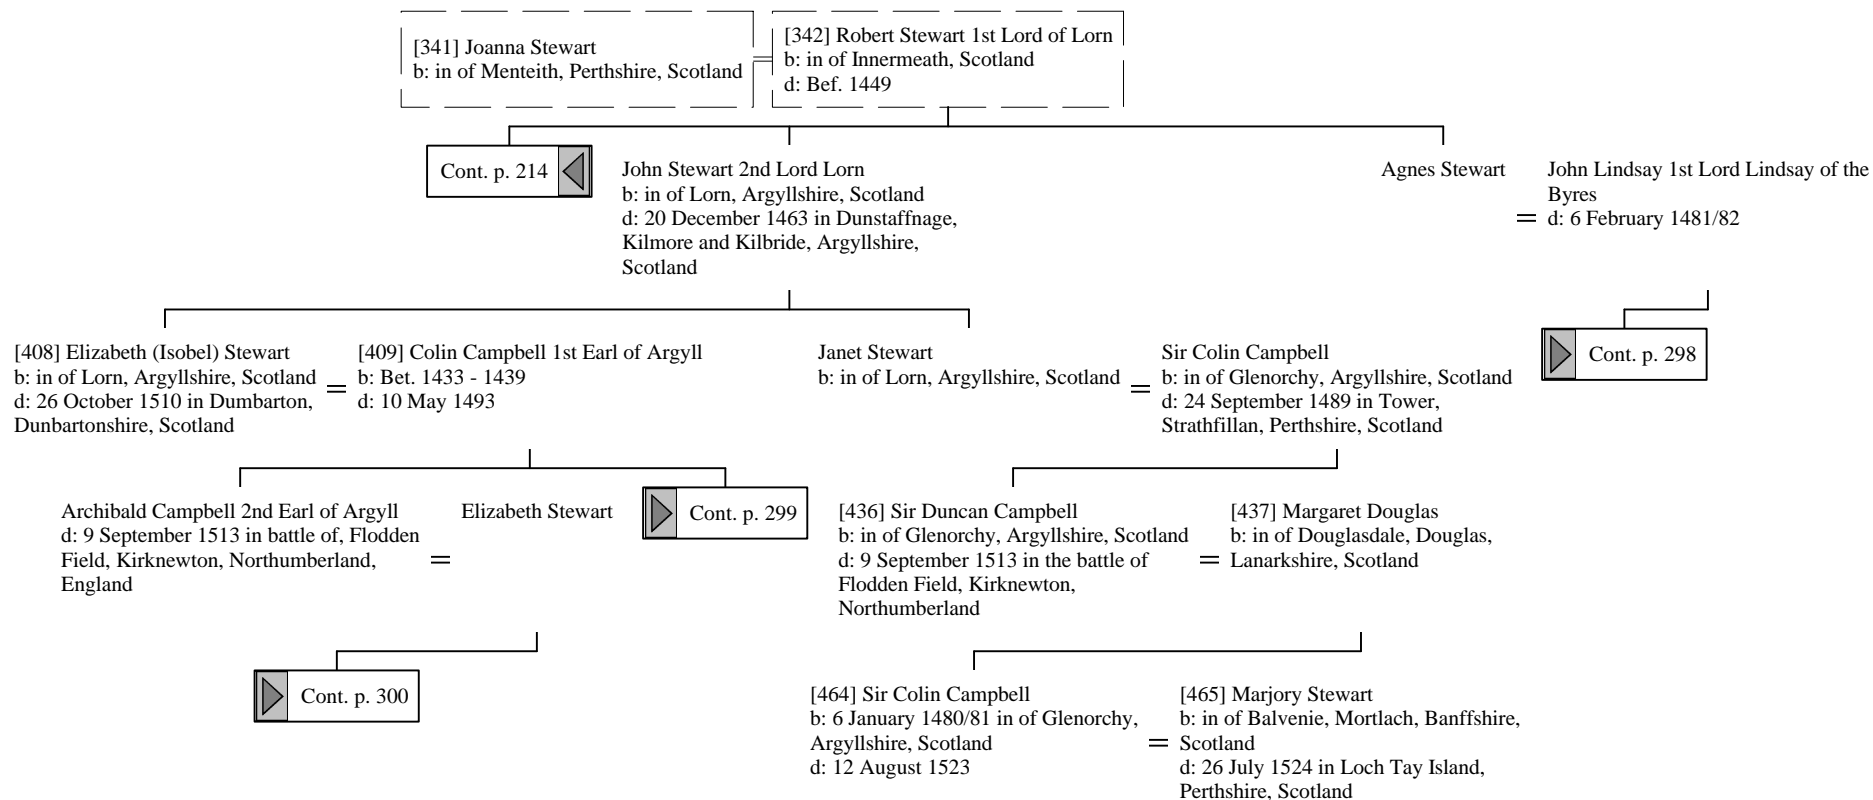 [341] Joanna Stewart
b: in of Menteith, Perthshire, Scotland
[342] Robert Stewart 1st Lord of Lorn
b: in of Innermeath, Scotland
d: Bef. 1449
Cont. p. 214
John Stewart 2nd Lord Lorn
b: in of Lorn, Argyllshire, Scotland
d: 20 December 1463 in Dunstaffnage,
Kilmore and Kilbride, Argyllshire,
Scotland
Agnes Stewart
=
John Lindsay 1st Lord Lindsay of the
Byres
d: 6 February 1481/82
[408] Elizabeth (Isobel) Stewart
b: in of Lorn, Argyllshire, Scotland
d: 26 October 1510 in Dumbarton,
Dunbartonshire, Scotland
=
[409] Colin Campbell 1st Earl of Argyll
b: Bet. 1433 - 1439
d: 10 May 1493
Janet Stewart
b: in of Lorn, Argyllshire, Scotland
=
Sir Colin Campbell
b: in of Glenorchy, Argyllshire, Scotland
d: 24 September 1489 in Tower,
Strathfillan, Perthshire, Scotland
Cont. p. 298
Archibald Campbell 2nd Earl of Argyll
d: 9 September 1513 in battle of, Flodden
Field, Kirknewton, Northumberland,
England
=
Elizabeth Stewart
Cont. p. 299
[436] Sir Duncan Campbell
b: in of Glenorchy, Argyllshire, Scotland
d: 9 September 1513 in the battle of
Flodden Field, Kirknewton,
Northumberland
=
[437] Margaret Douglas
b: in of Douglasdale, Douglas,
Lanarkshire, Scotland
Cont. p. 300
[464] Sir Colin Campbell
b: 6 January 1480/81 in of Glenorchy,
Argyllshire, Scotland
d: 12 August 1523
=
[465] Marjory Stewart
b: in of Balvenie, Mortlach, Banffshire,
Scotland
d: 26 July 1524 in Loch Tay Island,
Perthshire, Scotland